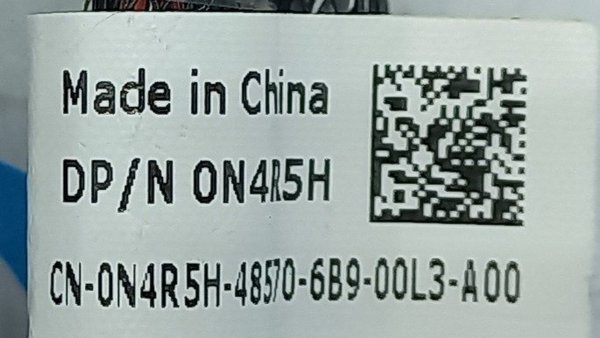 Made in China
DP/N 0N4R5H
CN-0N4R5H-48570-6B9-00L3-A00